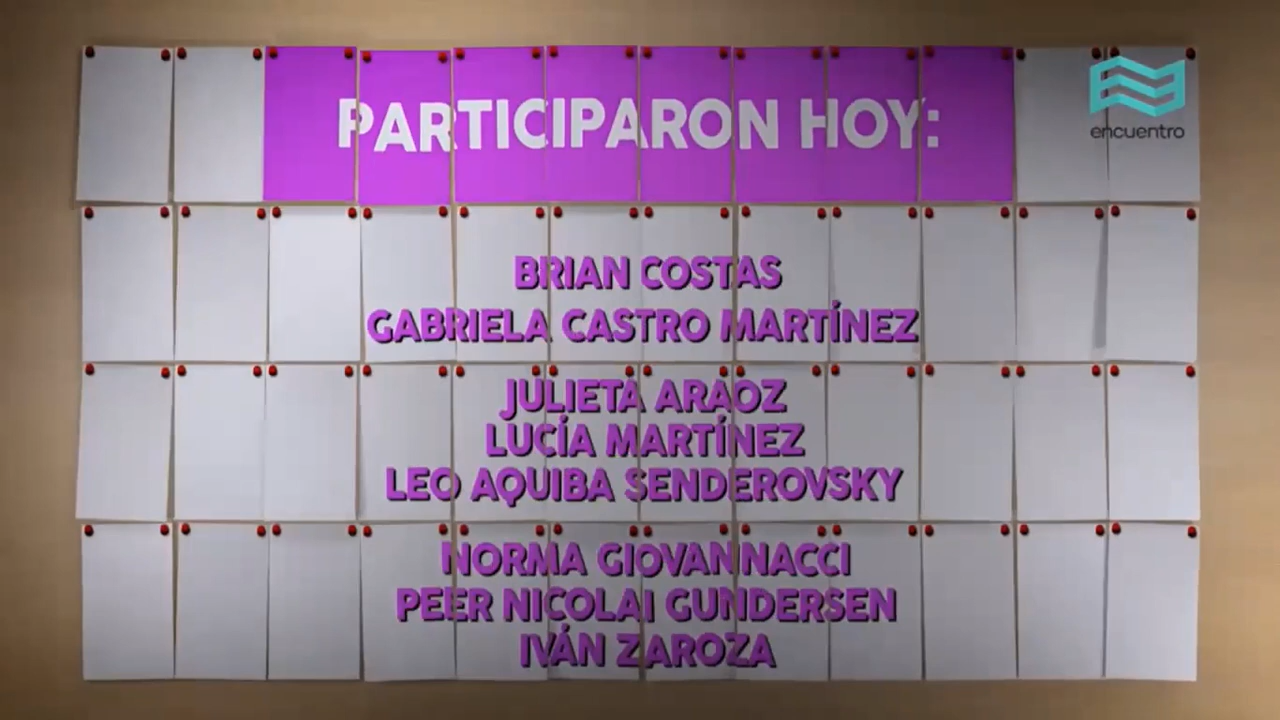 PARTICIPARON HOY:
encuentro
BRIAN COSTAS
GABRIELA CASTRO MARTÍNEZ
JULIETA ARAOZ
LUCÍA MARTÍNEZ
LEO AQUIBA SENDEROVSKY
NORMA GIOVANNACCI
PEER NICOLAI GUNDERSEN
IVÁN ZAROZA